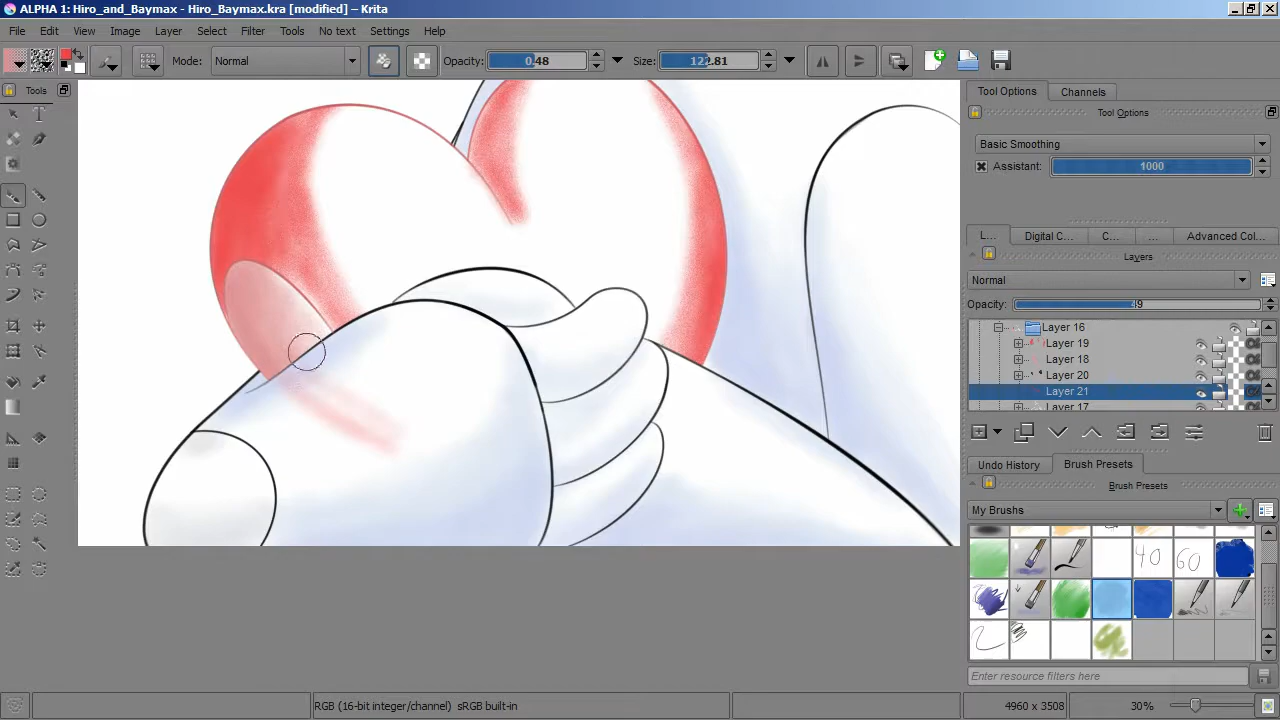 ALPHA 1: Hiro_and_Baymax - Hiro_Baymax.kra [modified] – Krita
File Edit View Image Layer Select Filter Tools No text Settings Help
Mode: Normal Opacity: 0.48 Size: 122.81
Tools
Tool Options Channels
Tool Options
Basic Smoothing
Assistant: 1000
L... Digital C... C... ... Advanced Col...
Layers
Normal
Opacity: 49
Layer 16
Layer 19
Layer 18
Layer 20
Layer 21
Layer 17
Undo History Brush Presets
Brush Presets
My Brushes
40 60
Enter resource filters here
RGB (16-bit integer/channel) sRGB built-in 4960 x 3508 30%